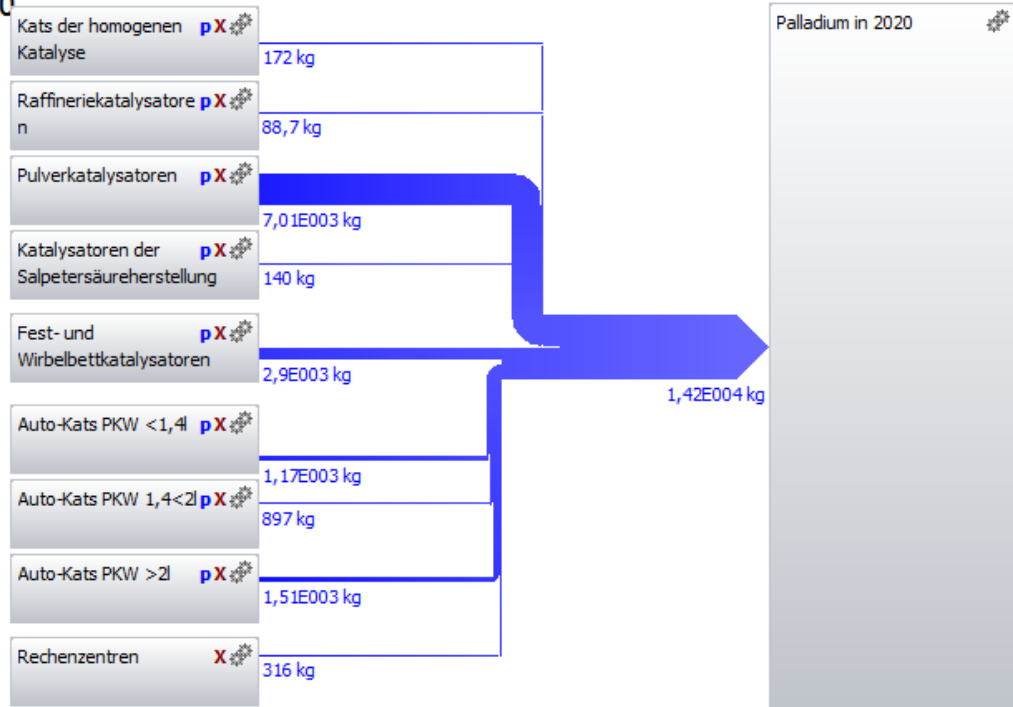 Kats der homogenen p X
Katalyse
172 kg
Raffineriekatalysatore p X
n
88,7 kg
Pulverkatalysatoren p X
7,01E003 kg
Katalysatoren der p X
Salpetersäureherstellung
140 kg
Fest- und p X
Wirbelbettkatalysatoren
2,9E003 kg
Auto-Kats PKW <1,4l p X
1,17E003 kg
Auto-Kats PKW 1,4<2l p X
897 kg
Auto-Kats PKW >2l p X
1,51E003 kg
Rechenzentren X
316 kg
1,42E004 kg
Palladium in 2020